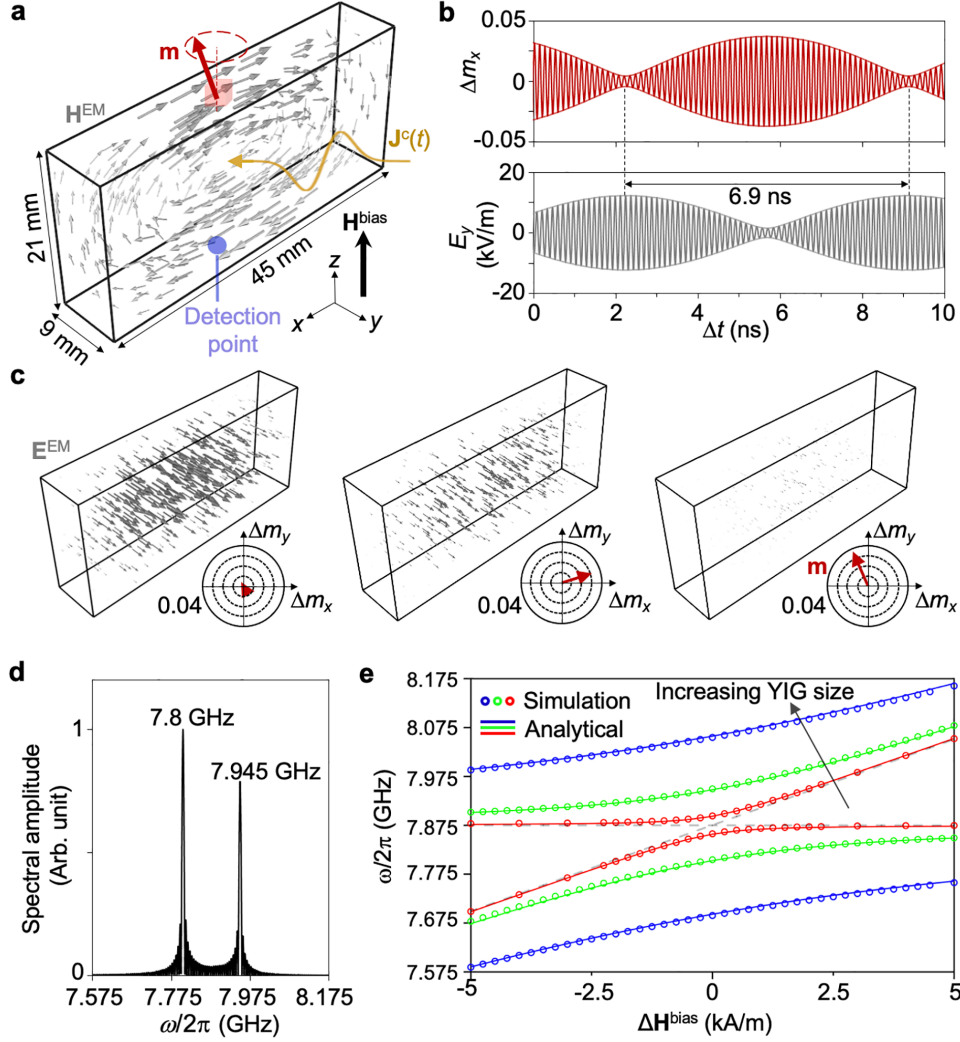 a
m
H^EM
J^c(t)
H^bias
21 mm
45 mm
9 mm
Detection
point
z
x
y
b
0.05
Δm_x
0
-0.05
20
E_y
(kV/m)
0
-20
6.9 ns
0 2 4 6 8 10
Δt (ns)
c
E^EM
Δm_y
0.04
Δm_x
Δm_y
0.04
Δm_x
Δm_y
m
0.04
Δm_x
d
Spectral amplitude
(Arb. unit)
1
0
7.8 GHz
7.945 GHz
7.575 7.775 7.975 8.175
ω/2π (GHz)
e
ω/2π (GHz)
8.175
8.075
7.975
7.875
7.775
7.675
7.575
Simulation
Analytical
Increasing YIG size
-5 -2.5 0 2.5 5
ΔH^bias (kA/m)